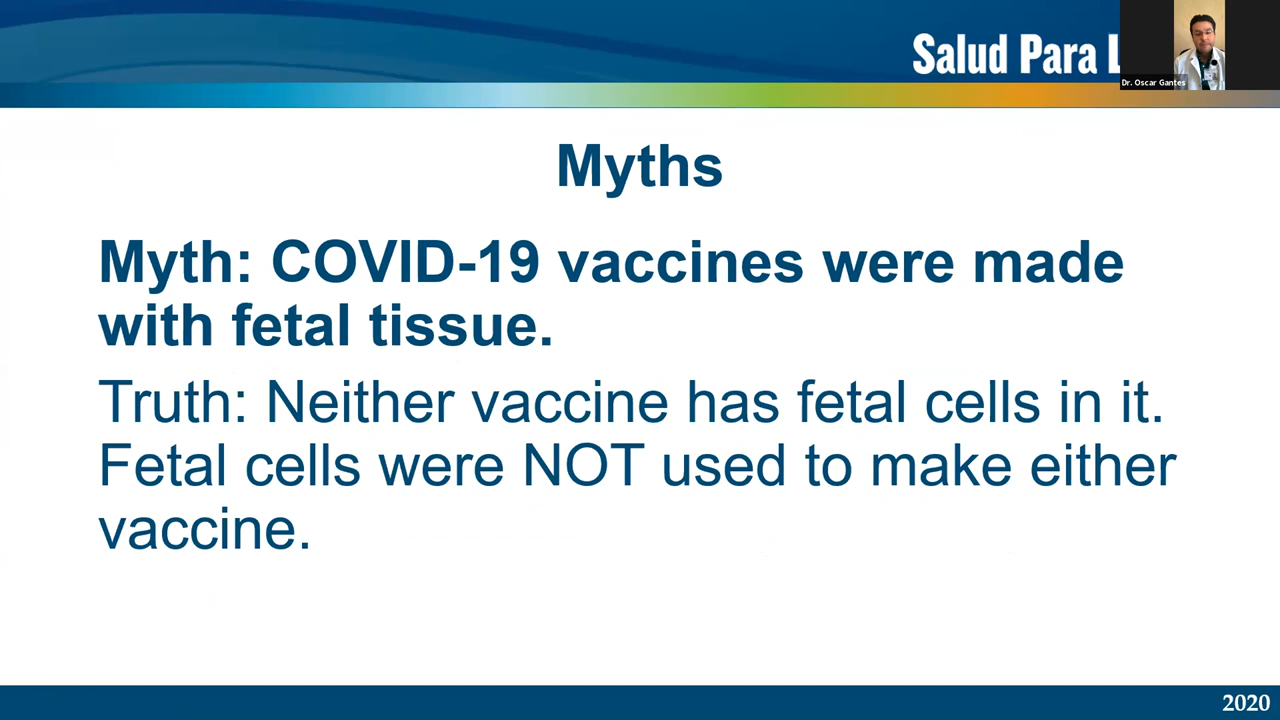 Salud Para L
Dr. Oscar Gantes
Myths
Myth: COVID-19 vaccines were made
with fetal tissue.
Truth: Neither vaccine has fetal cells in it.
Fetal cells were NOT used to make either
vaccine.
2020